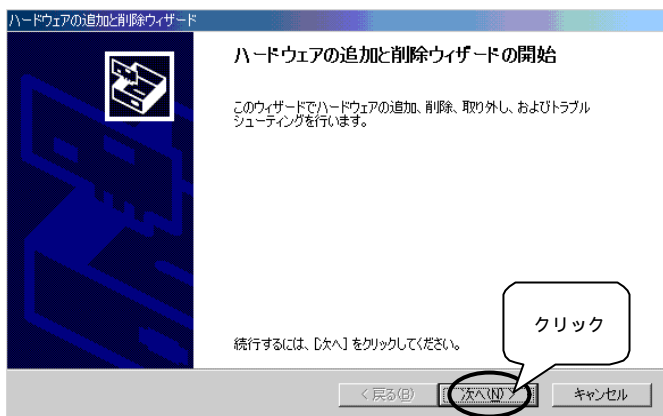 ハードウェアの追加と削除ウィザード
ハードウェアの追加と削除ウィザードの開始
このウィザードでハードウェアの追加、削除、取り外し、およびトラブル
シューティングを行います。
クリック
続行するには、[次へ] をクリックしてください。
< 戻る(B)
次へ(N) >
キャンセル